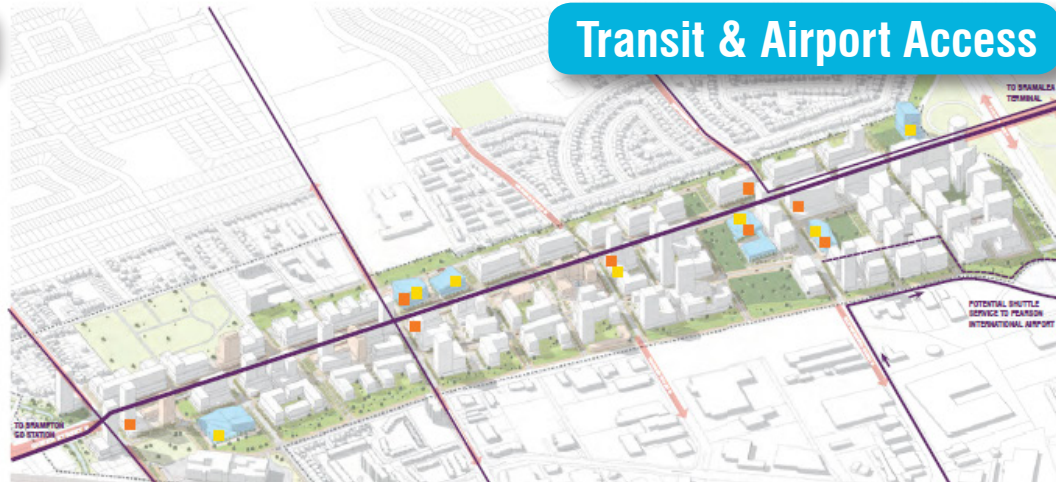 Transit & Airport Access
TO BRAMALEA
TERMINAL
POTENTIAL SHUTTLE
SERVICE TO PEARSON
INTERNATIONAL AIRPORT
TO BRAMPTON
GO STATION